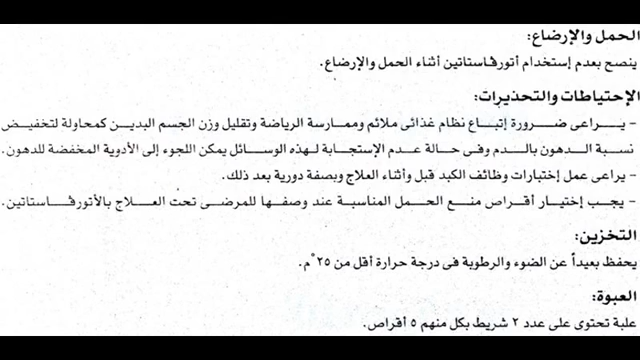 الحمل والإرضاع:
ينصح بعدم إستخدام أتورفاستاتين أثناء الحمل والإرضاع.
الإحتياطات والتحذيرات:
- يـراعى ضـرورة إتبـاع نظام غذائى ملائم وممارسة الرياضة وتقليل وزن الجسم البدين كمحاولة لتخفيض
نسبة الدهون بالـدم وفى حالة عدم الإستجابة لهذه الوسائل يمكن اللجوء إلى الأدوية المخفضة للدهون.
- يراعى عمل إختبارات وظائف الكبد قبل وأثناء العلاج وبصفة دورية بعد ذلك.
- يجب إختيار أقراص منع الحمل المناسبة عند وصفها للمرضى تحت العلاج بالأتورفاستاتين.
التخزين:
يحفظ بعيداً عن الضوء والرطوبة فى درجة حرارة أقل من ٢٥°م.
العبوة:
علبة تحتوى على عدد ٢ شريط بكل منهم ٥ أقراص.